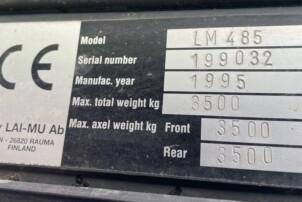 CE
Model LM 485
Serial number 199032
Manufac. year 1995
Max. total weight kg 3500
Max. axel weight kg Front 3500
Rear 3500
LAI-MU Ab
- 26820 RAUMA
FINLAND